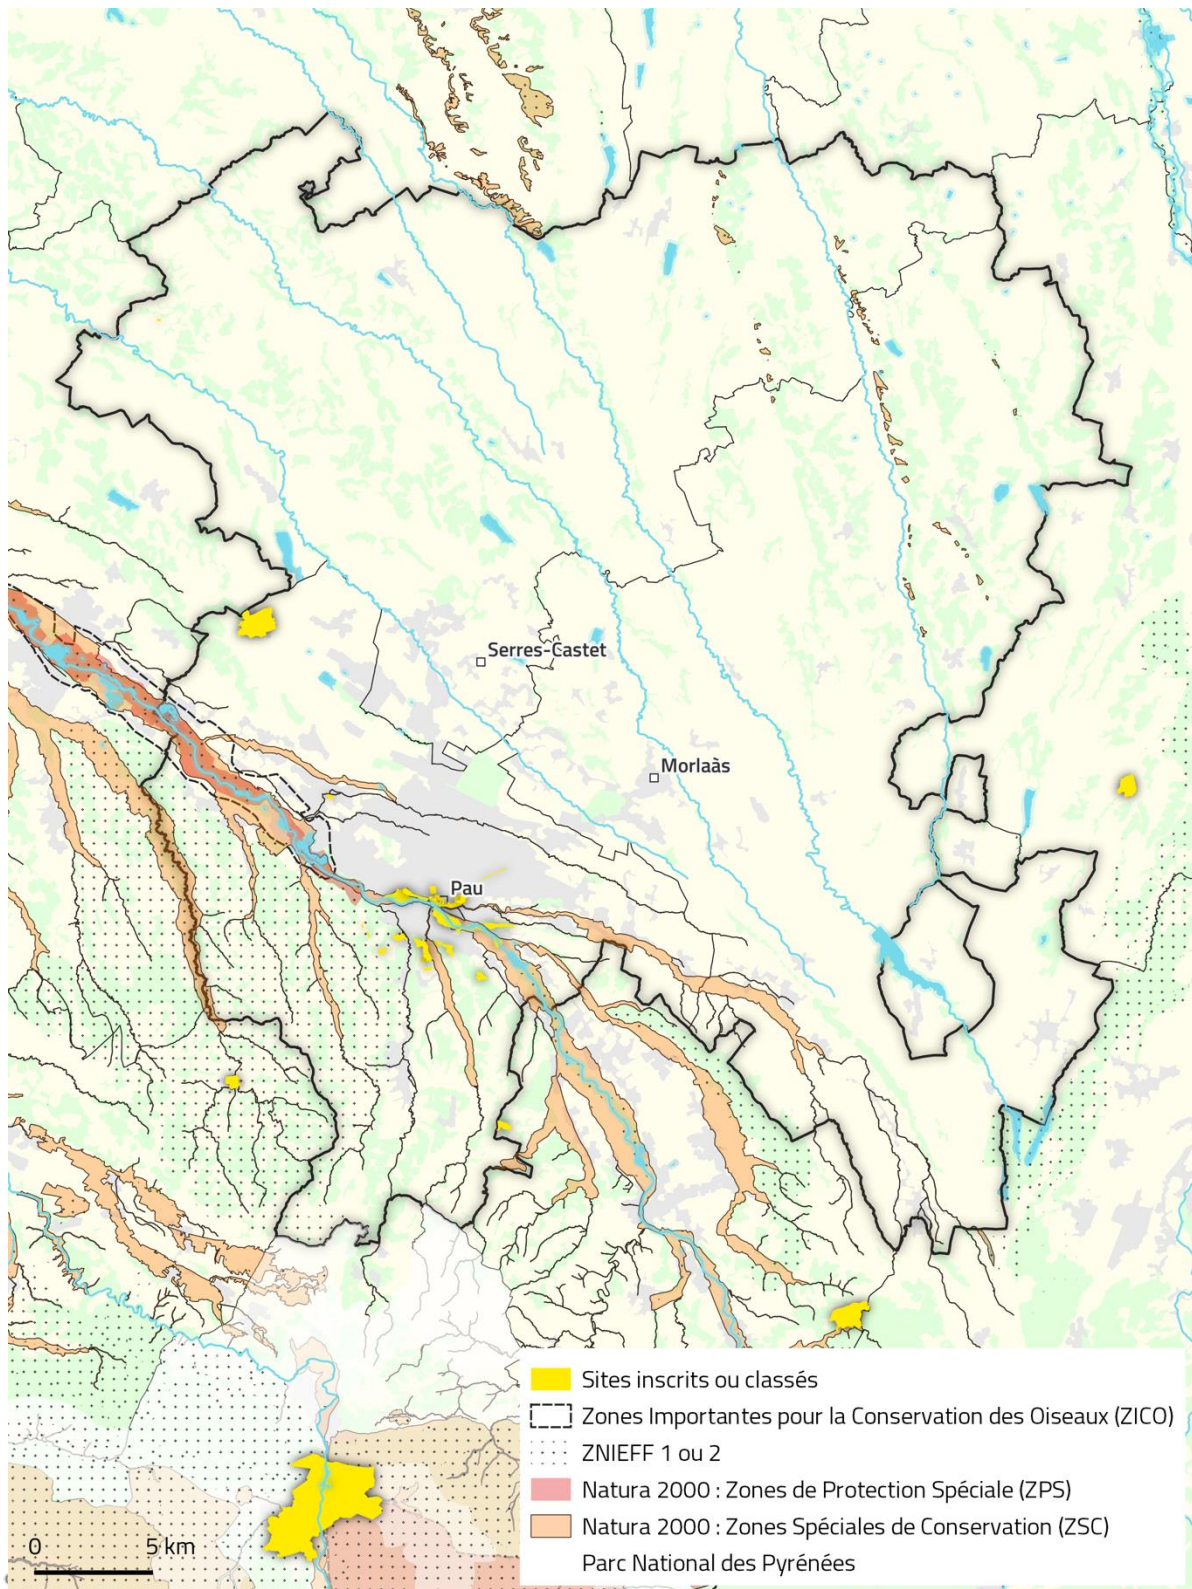 Serres-Castet
Morlaàs
Pau
Sites inscrits ou classés
Zones Importantes pour la Conservation des Oiseaux (ZICO)
ZNIEFF 1 ou 2
Natura 2000 : Zones de Protection Spéciale (ZPS)
Natura 2000 : Zones Spéciales de Conservation (ZSC)
Parc National des Pyrénées
0 5 km